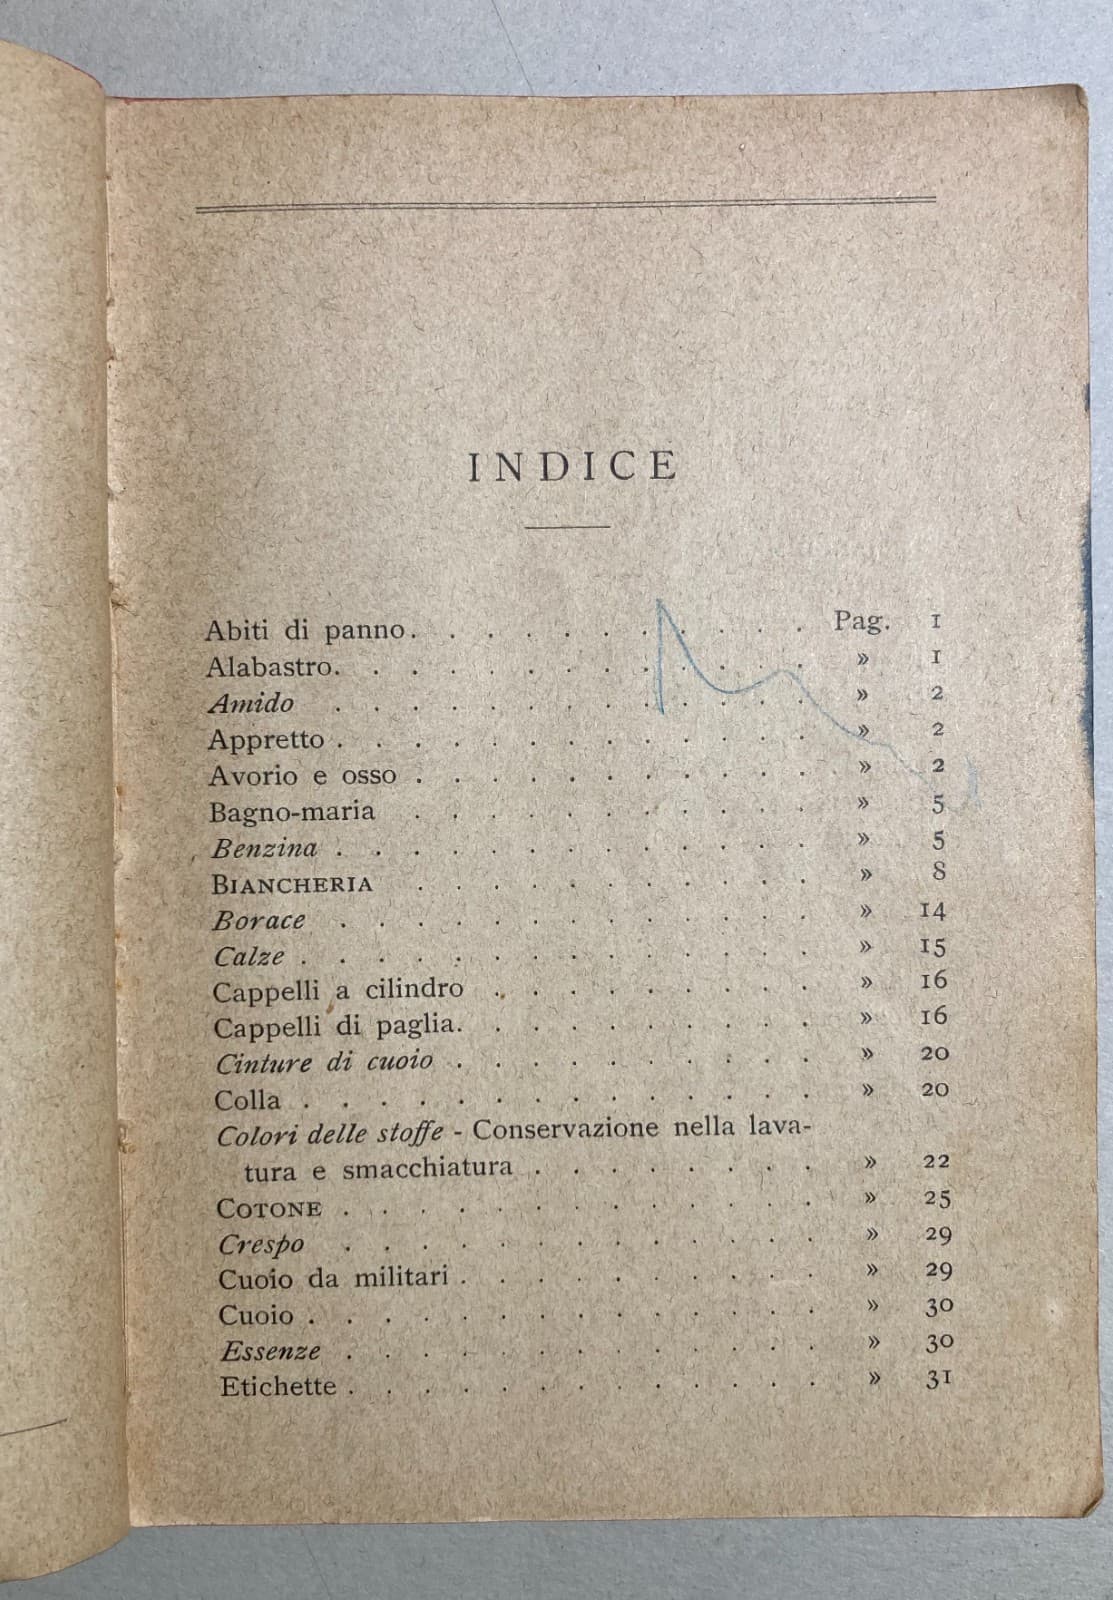 INDICE
Abiti di panno. . . . . . . . . . . Pag. 1
Alabastro. . . . . . . . . . . . . » 1
Amido . . . . . . . . . . . . . » 2
Appretto . . . . . . . . . . . . . » 2
Avorio e osso . . . . . . . . . . . » 2
Bagno-maria . . . . . . . . . . . » 5
Benzina . . . . . . . . . . . . . » 5
BIANCHERIA . . . . . . . . . . . » 8
Borace . . . . . . . . . . . . . » 14
Calze . . . . . . . . . . . . . . » 15
Cappelli a cilindro . . . . . . . . . » 16
Cappelli di paglia. . . . . . . . . . » 16
Cinture di cuoio . . . . . . . . . . » 20
Colla . . . . . . . . . . . . . . » 20
Colori delle stoffe - Conservazione nella lava-
tura e smacchiatura . . . . . . . . » 22
COTONE . . . . . . . . . . . . . » 25
Crespo . . . . . . . . . . . . . » 29
Cuoio da militari . . . . . . . . . . » 29
Cuoio . . . . . . . . . . . . . . » 30
Essenze . . . . . . . . . . . . . » 30
Etichette . . . . . . . . . . . . . » 31